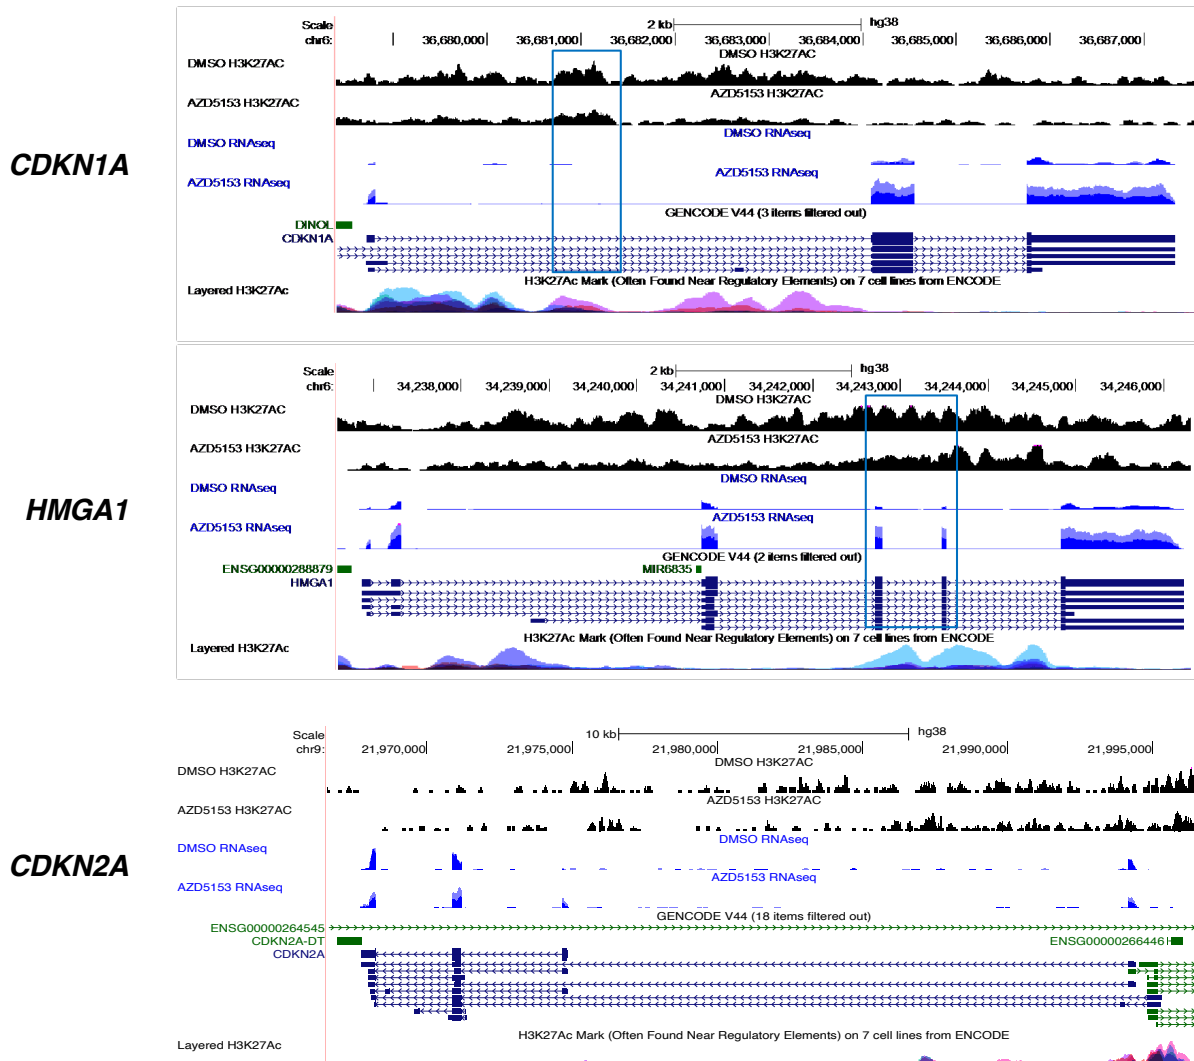 CDKN1A
Scale 2 kb hg38
chr6: 36,680,000 36,681,000 36,682,000 36,683,000 36,684,000 36,685,000 36,686,000 36,687,000
DMSO H3K27AC
DMSO H3K27AC
AZD5153 H3K27AC
AZD5153 H3K27AC
DMSO RNAseq
DMSO RNAseq
AZD5153 RNAseq
AZD5153 RNAseq
GENCODE V44 (3 items filtered out)
DINOL
CDKN1A
H3K27Ac Mark (Often Found Near Regulatory Elements) on 7 cell lines from ENCODE
Layered H3K27Ac
HMGA1
Scale 2 kb hg38
chr6: 34,238,000 34,239,000 34,240,000 34,241,000 34,242,000 34,243,000 34,244,000 34,245,000 34,246,000
DMSO H3K27AC
DMSO H3K27AC
AZD5153 H3K27AC
AZD5153 H3K27AC
DMSO RNAseq
DMSO RNAseq
AZD5153 RNAseq
AZD5153 RNAseq
GENCODE V44 (2 items filtered out)
ENSG00000288879 MIR6835
HMGA1
H3K27Ac Mark (Often Found Near Regulatory Elements) on 7 cell lines from ENCODE
Layered H3K27Ac
CDKN2A
Scale 10 kb hg38
chr9: 21,970,000 21,975,000 21,980,000 21,985,000 21,990,000 21,995,000
DMSO H3K27AC
DMSO H3K27AC
AZD5153 H3K27AC
AZD5153 H3K27AC
DMSO RNAseq
DMSO RNAseq
AZD5153 RNAseq
AZD5153 RNAseq
GENCODE V44 (18 items filtered out)
ENSG00000264545
CDKN2A-DT ENSG00000266446
CDKN2A
H3K27Ac Mark (Often Found Near Regulatory Elements) on 7 cell lines from ENCODE
Layered H3K27Ac